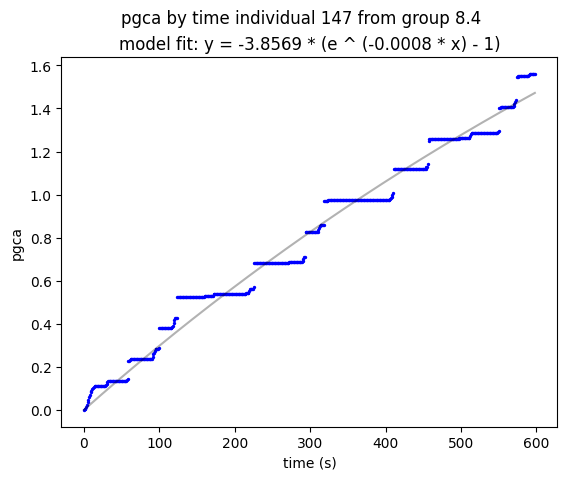 pgca by time individual 147 from group 8.4
model fit: y = -3.8569 * (e ^ (-0.0008 * x) - 1)
1.6
1.4
1.2
1.0
0.8
0.6
0.4
0.2
0.0
pgca
0 100 200 300 400 500 600
time (s)